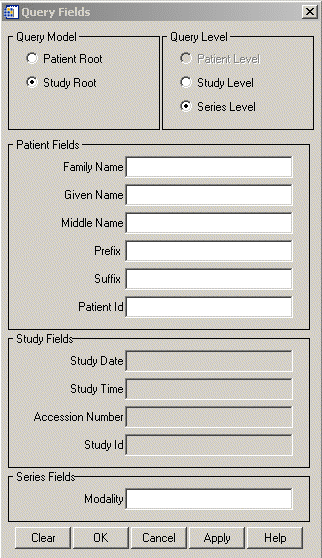 Query Fields
Query Model
Query Level
Patient Root
Patient Level
Study Root
Study Level
Series Level
Patient Fields
Family Name
Given Name
Middle Name
Prefix
Suffix
Patient Id
Study Fields
Study Date
Study Time
Accession Number
Study Id
Series Fields
Modality
Clear OK Cancel Apply Help